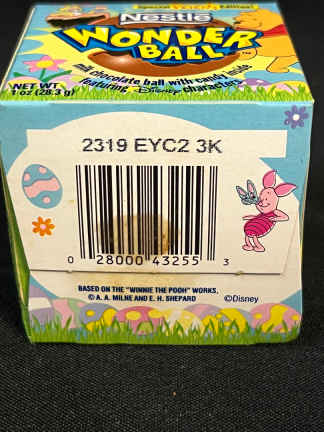 Special Edition!
Nestlé
WONDER
BALL
milk chocolate ball with candy inside
featuring Disney characters
NET WT.
1 oz (28.3 g)
2319 EYC2 3K
0 28000 43255 3
BASED ON THE "WINNIE THE POOH" WORKS,
© A. A. MILNE AND E. H. SHEPARD
©Disney